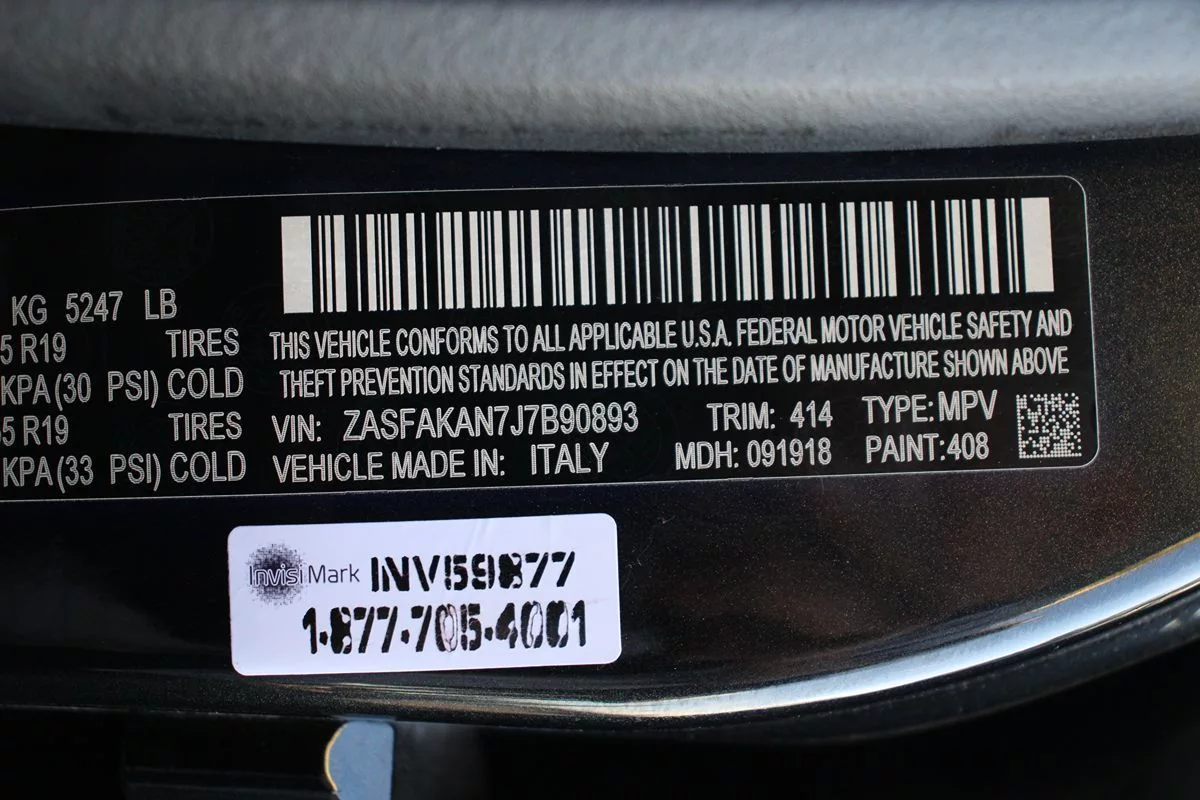 KG 5247 LB
5 R19 TIRES
KPA (30 PSI) COLD
5 R19 TIRES
KPA (33 PSI) COLD
THIS VEHICLE CONFORMS TO ALL APPLICABLE U.S.A. FEDERAL MOTOR VEHICLE SAFETY AND
THEFT PREVENTION STANDARDS IN EFFECT ON THE DATE OF MANUFACTURE SHOWN ABOVE
VIN: ZASFAKAN7J7B90893 TRIM: 414 TYPE: MPV
VEHICLE MADE IN: ITALY MDH: 091918 PAINT: 408
InvisiMark INV59877
1-877-705-4001